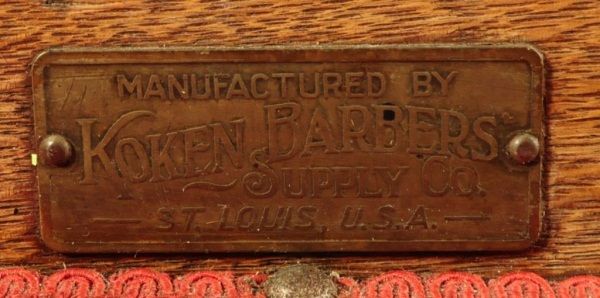 MANUFACTURED BY
KOKEN BARBERS'
SUPPLY CO.
ST. LOUIS, U.S.A.